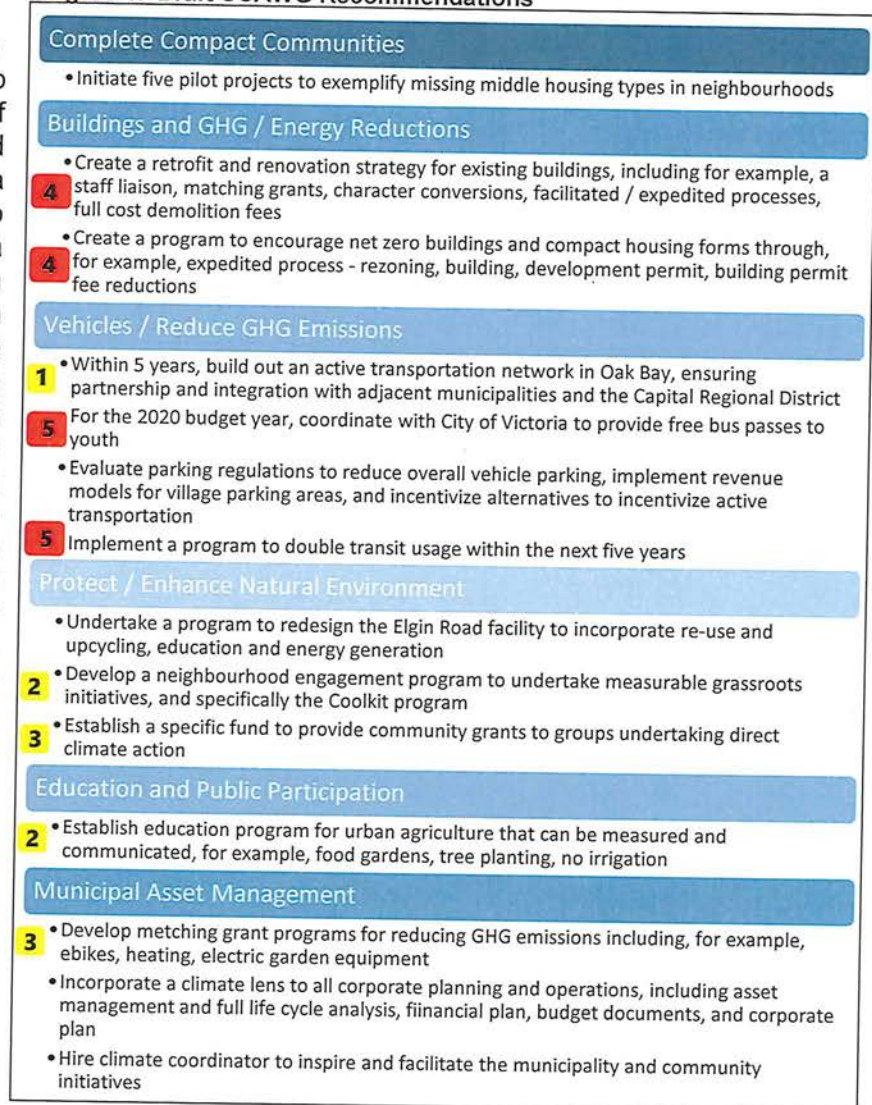 Recommendations
Complete Compact Communities
• Initiate five pilot projects to exemplify missing middle housing types in neighbourhoods
Buildings and GHG / Energy Reductions
• Create a retrofit and renovation strategy for existing buildings, including for example, a
4 staff liaison, matching grants, character conversions, facilitated / expedited processes,
full cost demolition fees
• Create a program to encourage net zero buildings and compact housing forms through,
4 for example, expedited process - rezoning, building, development permit, building permit
fee reductions
Vehicles / Reduce GHG Emissions
1 • Within 5 years, build out an active transportation network in Oak Bay, ensuring
partnership and integration with adjacent municipalities and the Capital Regional District
5 For the 2020 budget year, coordinate with City of Victoria to provide free bus passes to
youth
• Evaluate parking regulations to reduce overall vehicle parking, implement revenue
models for village parking areas, and incentivize alternatives to incentivize active
transportation
5 Implement a program to double transit usage within the next five years
Protect / Enhance Natural Environment
• Undertake a program to redesign the Elgin Road facility to incorporate re-use and
upcycling, education and energy generation
2 • Develop a neighbourhood engagement program to undertake measurable grassroots
initiatives, and specifically the Coolkit program
3 • Establish a specific fund to provide community grants to groups undertaking direct
climate action
Education and Public Participation
2 • Establish education program for urban agriculture that can be measured and
communicated, for example, food gardens, tree planting, no irrigation
Municipal Asset Management
3 • Develop metching grant programs for reducing GHG emissions including, for example,
ebikes, heating, electric garden equipment
• Incorporate a climate lens to all corporate planning and operations, including asset
management and full life cycle analysis, fiinancial plan, budget documents, and corporate
plan
• Hire climate coordinator to inspire and facilitate the municipality and community
initiatives